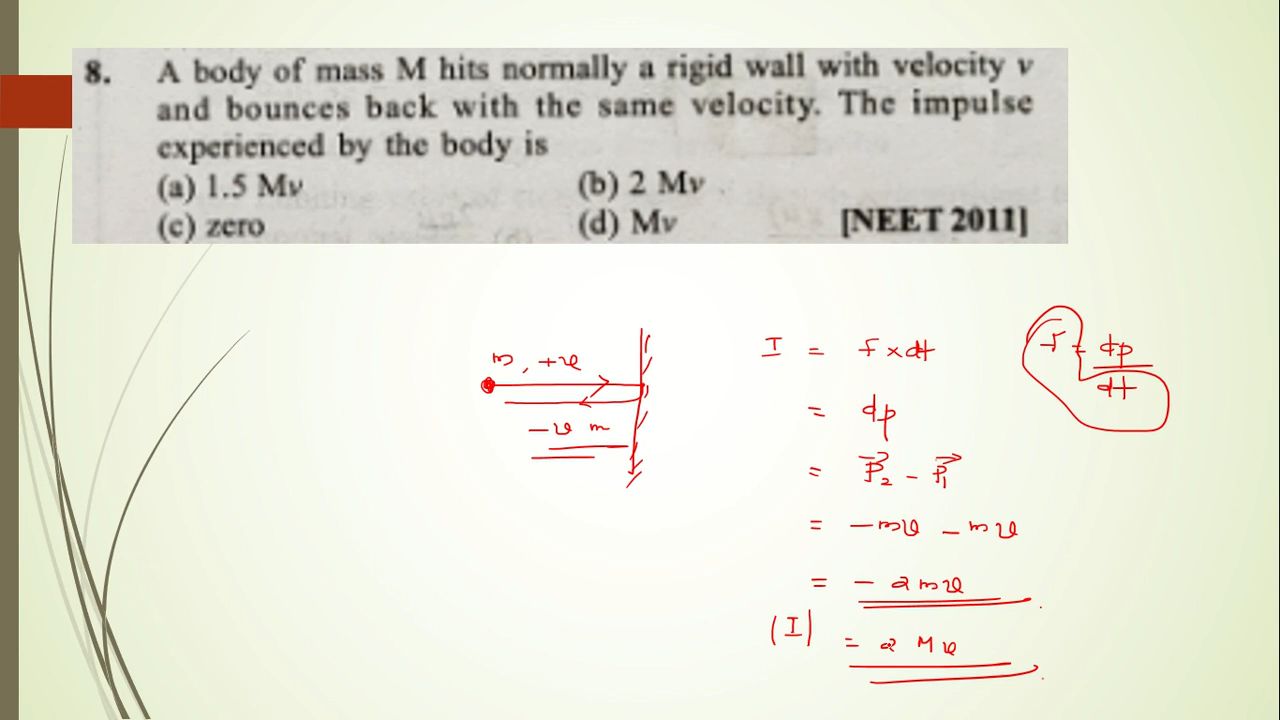 8. A body of mass M hits normally a rigid wall with velocity v
and bounces back with the same velocity. The impulse
experienced by the body is
(a) 1.5 Mv (b) 2 Mv
(c) zero (d) Mv [NEET 2011]
m, +v
-v m
I = F x dt
F = dp/dt
= dp
= P₂ - P₁
= -mv - mv
= - 2mv
|I| = 2 Mv